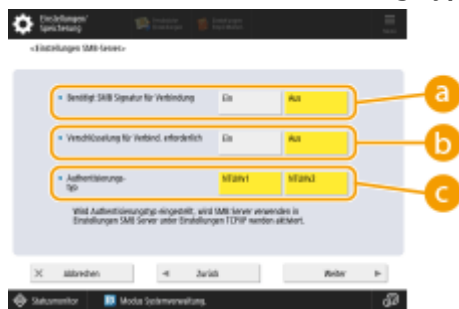 Einstellungen/
Speicherung
<Einstellungen SMB-Server>
Benötigt SMB Signatur für Verbindung
Ein
Aus
a
Verschlüsselung für Verbind. erforderlich
Ein
Aus
b
Authentisierungs-
typ
NTLMv1
NTLMv2
c
Wird Authentisierungstyp eingestellt, wird SMB Server verwenden in
Einstellungen SMB Server unter Einstellungen TCP/IP werden aktiviert.
Abbrechen
Zurück
Weiter
Statusmonitor
Modus Systemverwaltung.